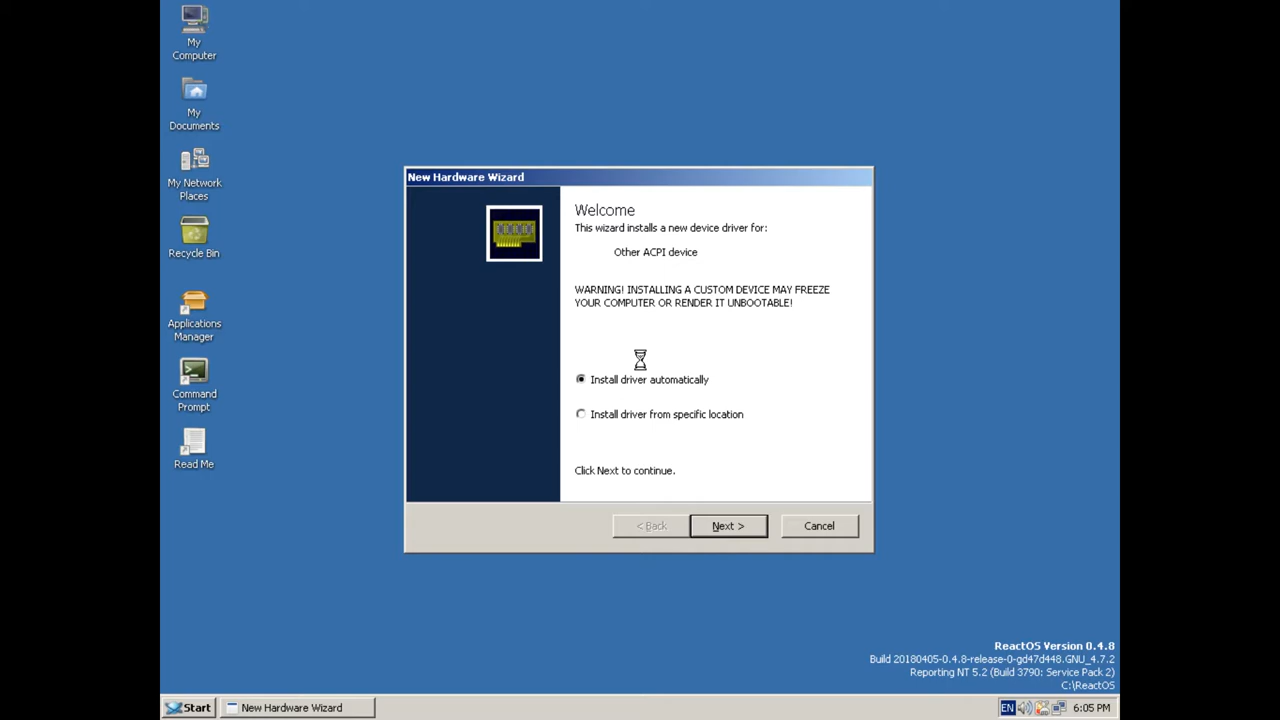 My
Computer
My
Documents
My Network
Places
Recycle Bin
Applications
Manager
Command
Prompt
Read Me
New Hardware Wizard
Welcome
This wizard installs a new device driver for:
Other ACPI device
WARNING! INSTALLING A CUSTOM DEVICE MAY FREEZE
YOUR COMPUTER OR RENDER IT UNBOOTABLE!
Install driver automatically
Install driver from specific location
Click Next to continue.
< Back
Next >
Cancel
ReactOS Version 0.4.8
Build 20180405-0.4.8-release-0-gd47d448.GNU_4.7.2
Reporting NT 5.2 (Build 3790: Service Pack 2)
C:\ReactOS
Start
New Hardware Wizard
EN
6:05 PM